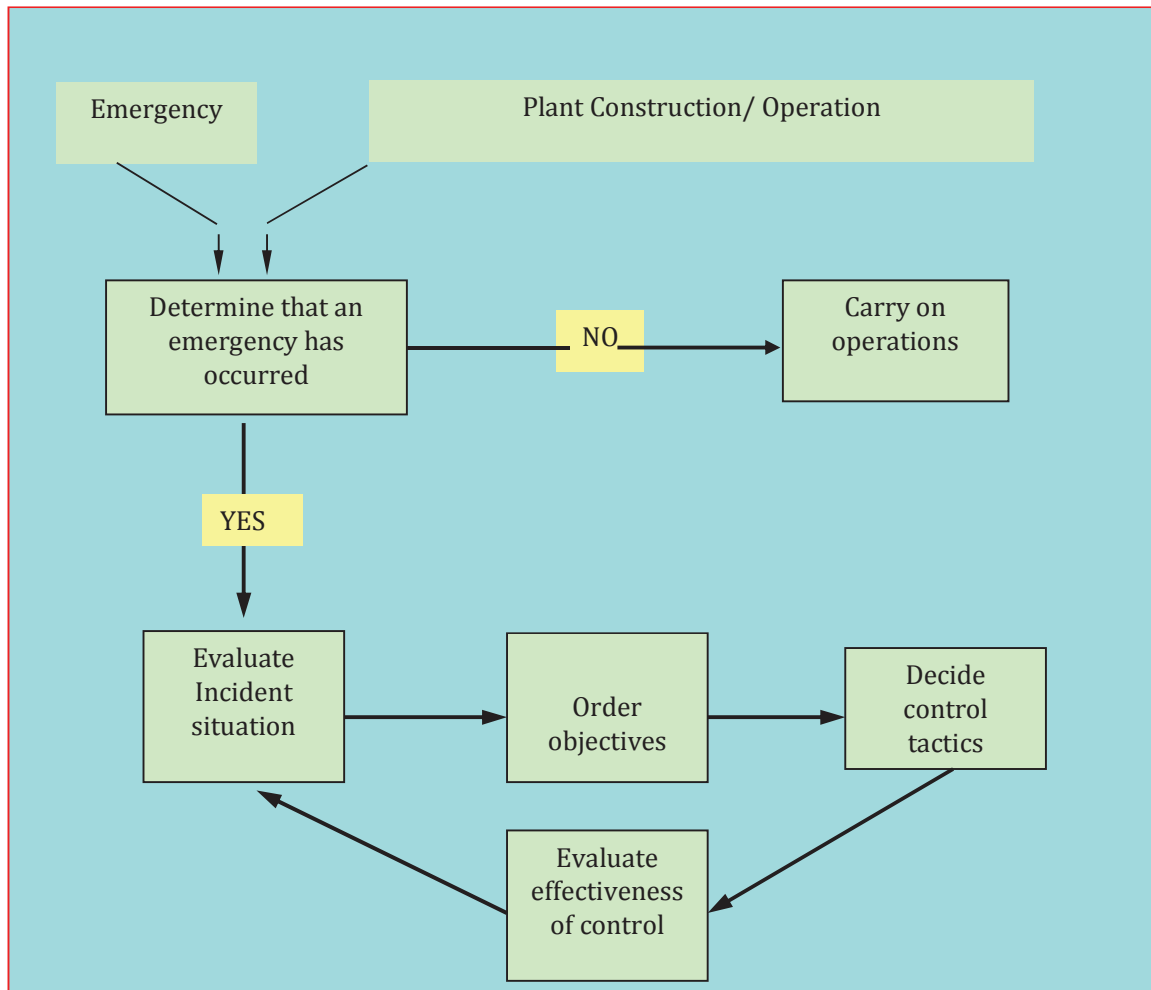 Emergency
Plant Construction/ Operation
Determine that an
emergency has
occurred
NO
Carry on
operations
YES
Evaluate
Incident
situation
Order
objectives
Decide
control
tactics
Evaluate
effectiveness
of control